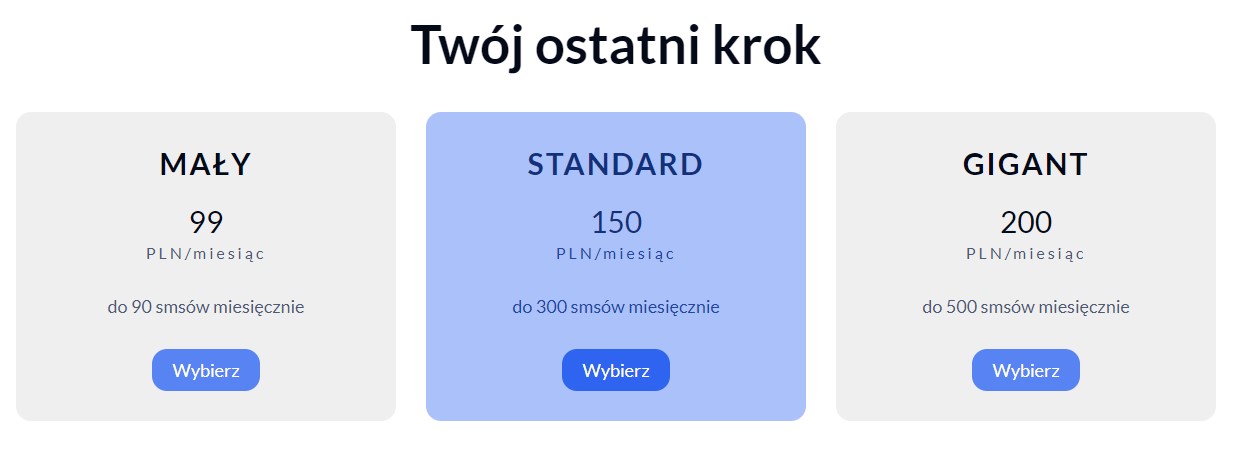 Twój ostatni krok
MAŁY
99
PLN/miesiąc
do 90 smsów miesięcznie
Wybierz
STANDARD
150
PLN/miesiąc
do 300 smsów miesięcznie
Wybierz
GIGANT
200
PLN/miesiąc
do 500 smsów miesięcznie
Wybierz